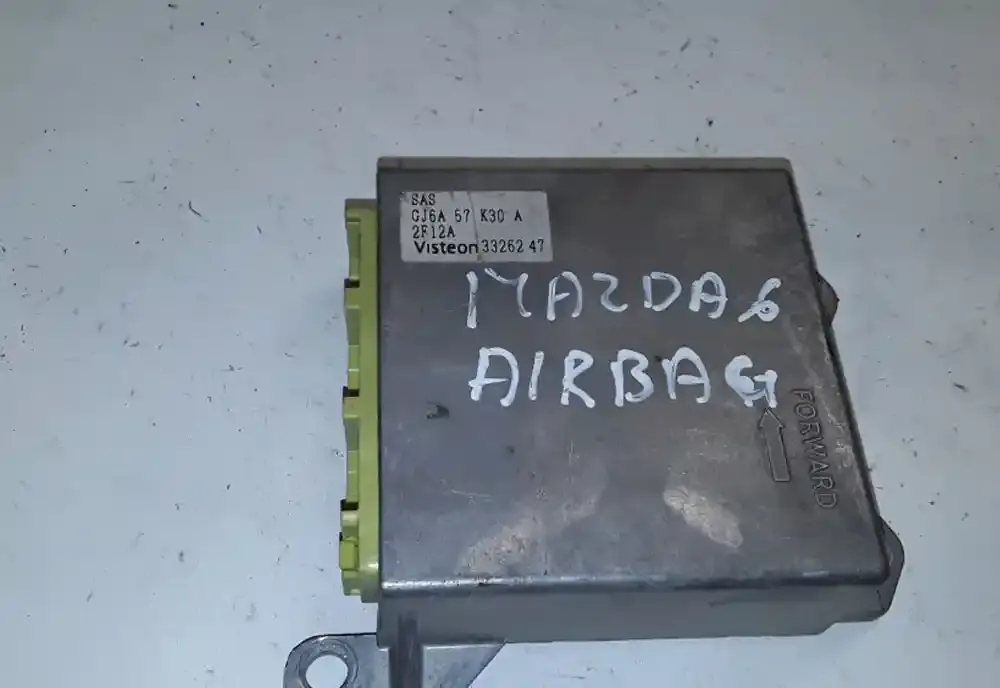 SAS
GJ6A 57 K30 A
2F12A
Visteon 33262 47
MAZDA6
AIRBAG
FORWARD